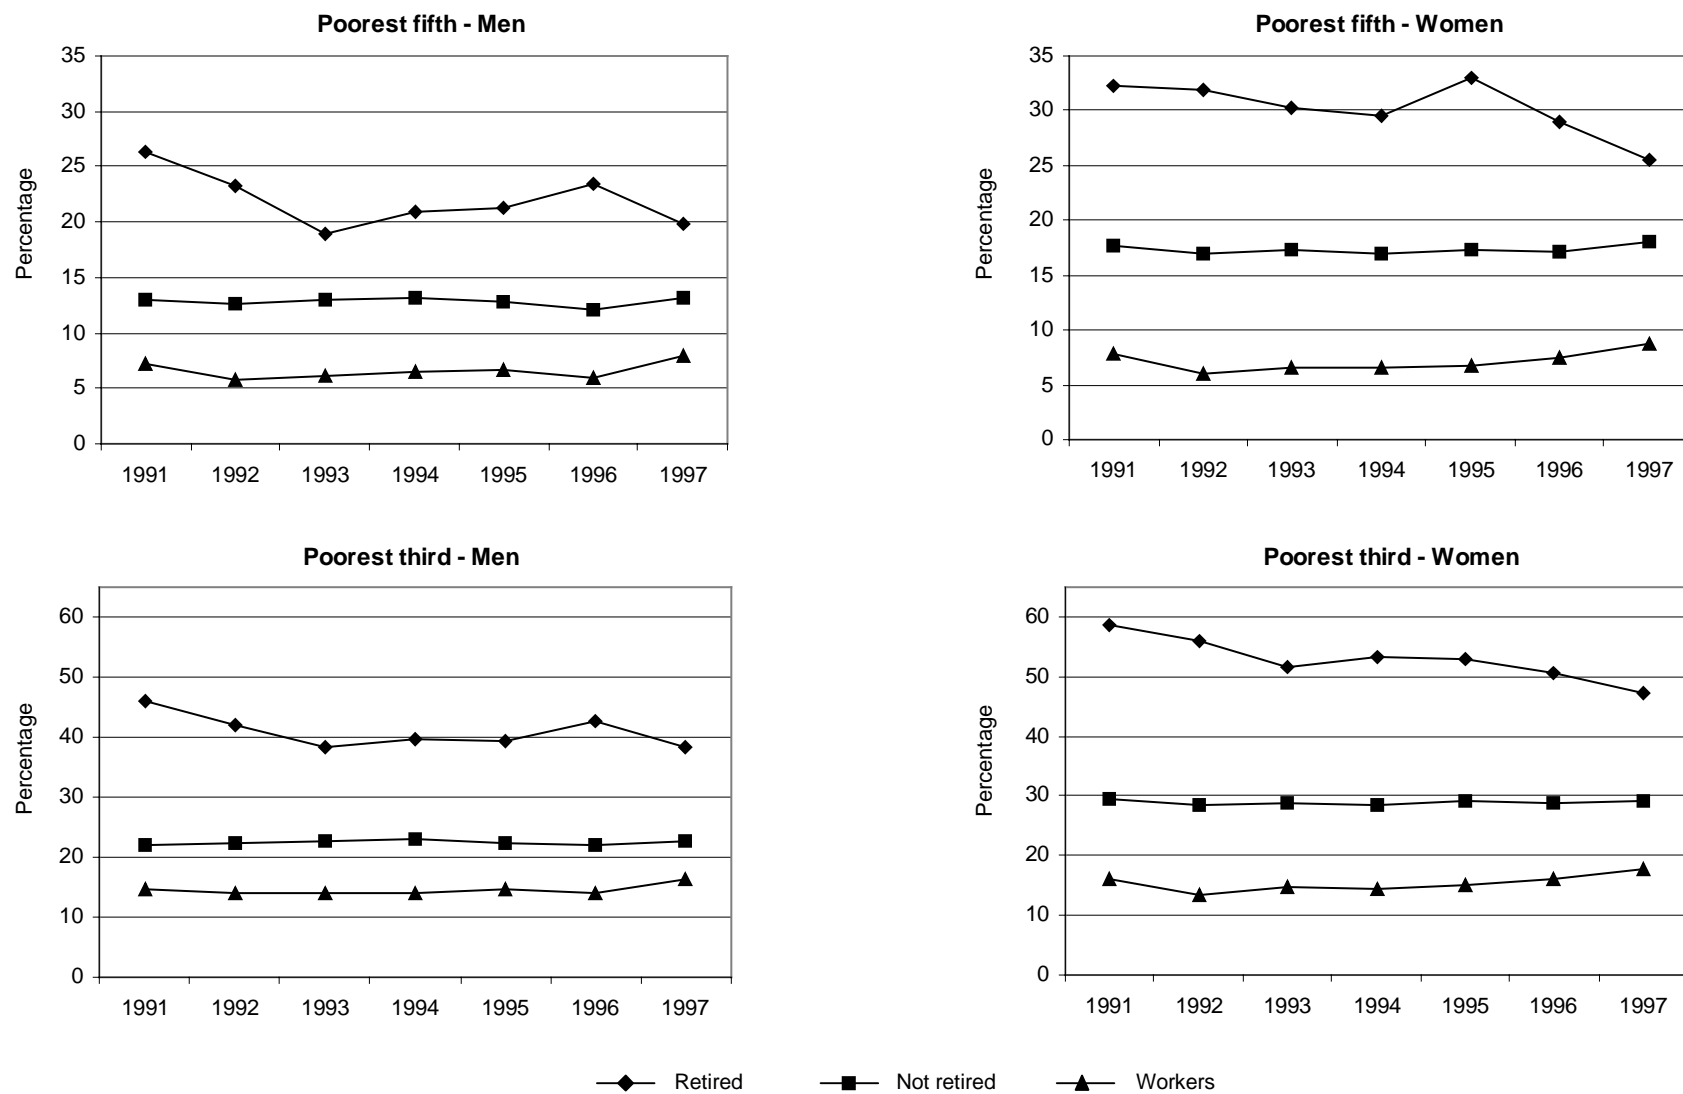 Poorest fifth - Men
35
30
25
20
15
10
5
0
Percentage
1991 1992 1993 1994 1995 1996 1997
Poorest fifth - Women
35
30
25
20
15
10
5
0
Percentage
1991 1992 1993 1994 1995 1996 1997
Poorest third - Men
60
50
40
30
20
10
0
Percentage
1991 1992 1993 1994 1995 1996 1997
Poorest third - Women
60
50
40
30
20
10
0
Percentage
1991 1992 1993 1994 1995 1996 1997
Retired Not retired Workers